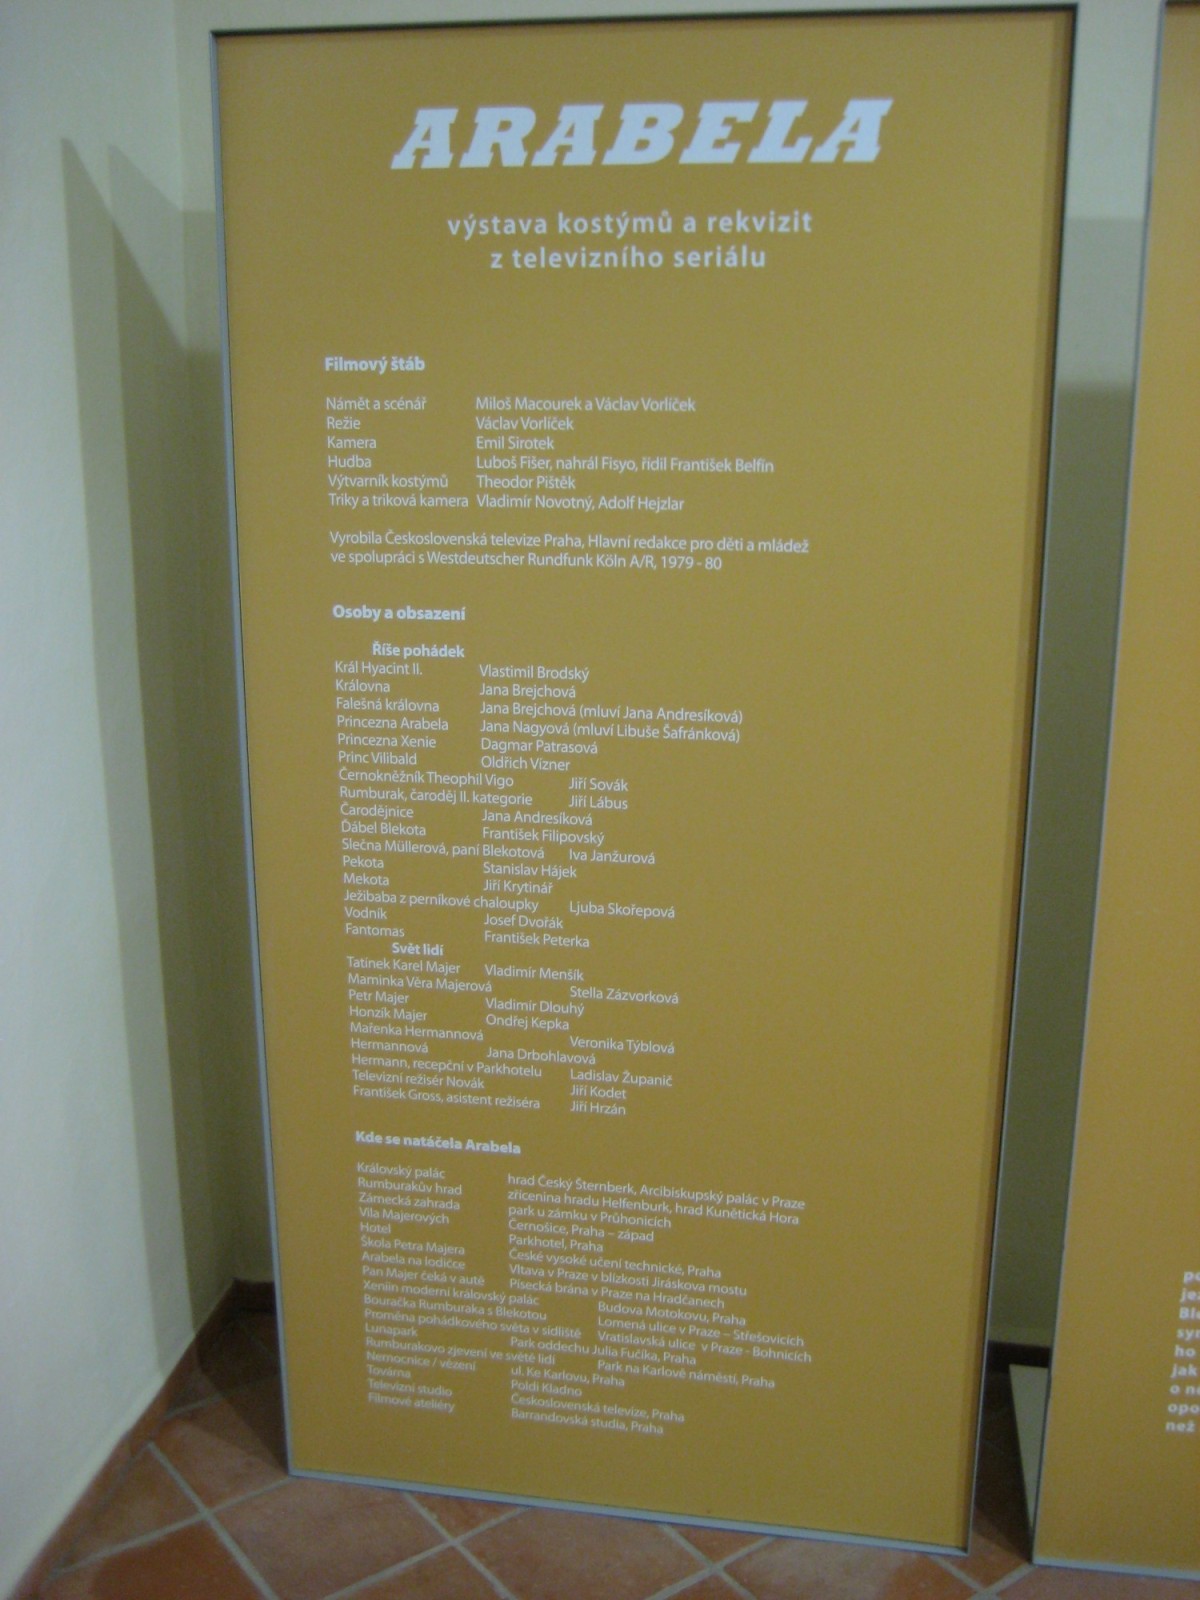 ARABELA
výstava kostýmů a rekvizit
z televizního seriálu
Filmový štáb
Námět a scénář Miloš Macourek a Václav Vorlíček
Režie Václav Vorlíček
Kamera Emil Sirotek
Hudba Luboš Fišer, nahrál Fisyo, řídil František Belfín
Výtvarník kostýmů Theodor Pištěk
Triky a triková kamera Vladimír Novotný, Adolf Hejzlar
Vyrobila Československá televize Praha, Hlavní redakce pro děti a mládež
ve spolupráci s Westdeutscher Rundfunk Köln A/R, 1979 - 80
Osoby a obsazení
Říše pohádek
Král Hyacint II. Vlastimil Brodský
Královna Jana Brejchová
Falešná královna Jana Brejchová (mluví Jana Andresíková)
Princezna Arabela Jana Nagyová (mluví Libuše Šafránková)
Princezna Xenie Dagmar Patrasová
Princ Vilibald Oldřich Vízner
Černokněžník Theophil Vigo Jiří Sovák
Rumburak, čaroděj II. kategorie Jiří Lábus
Čarodějnice Jana Andresíková
Ďábel Blekota František Filipovský
Slečna Müllerová, paní Blekotová Iva Janžurová
Pekota Stanislav Hájek
Mekota Jiří Krytinář
Ježibaba z perníkové chaloupky Ljuba Skořepová
Vodník Josef Dvořák
Fantomas František Peterka
Svět lidí
Tatínek Karel Majer Vladimír Menšík
Maminka Věra Majerová Stella Zázvorková
Petr Majer Vladimír Dlouhý
Honzík Majer Ondřej Kepka
Mařenka Hermannová Veronika Týblová
Hermannová Jana Drbohlavová
Hermann, recepční v Parkhotelu Ladislav Županič
Televizní režisér Novák Jiří Kodet
František Gross, asistent režiséra Jiří Hrzán
Kde se natáčela Arabela
Královský palác hrad Český Šternberk, Arcibiskupský palác v Praze
Rumburakův hrad zřícenina hradu Helfenburk, hrad Kunětická Hora
Zámecká zahrada park u zámku v Průhonicích
Vila Majerových Černošice, Praha – západ
Hotel Parkhotel, Praha
Škola Petra Majera České vysoké učení technické, Praha
Arabela na lodičce Vltava v Praze v blízkosti Jiráskova mostu
Pan Majer čeká v autě Písecká brána v Praze na Hradčanech
Xeniin moderní královský palác Budova Motokovu, Praha
Bouračka Rumburaka s Blekotou Lomená ulice v Praze – Střešovicích
Proměna pohádkového světa v sídliště Vratislavská ulice v Praze - Bohnicích
Lunapark Park oddechu Julia Fučíka, Praha
Rumburakovo zjevení ve světě lidí Park na Karlově náměstí, Praha
Nemocnice / vězení ul. Ke Karlovu, Praha
Továrna Poldi Kladno
Televizní studio Československá televize, Praha
Filmové ateliéry Barrandovská studia, Praha
ho
jak
než